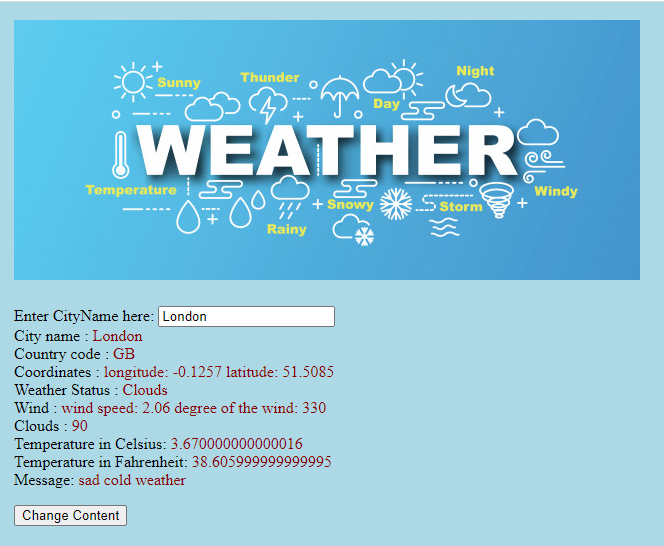 Sunny
Thunder
Night
Day
WEATHER
Temperature
Windy
Snowy
Storm
Rainy
Enter CityName here: London
City name : London
Country code : GB
Coordinates : longitude: -0.1257 latitude: 51.5085
Weather Status : Clouds
Wind : wind speed: 2.06 degree of the wind: 330
Clouds : 90
Temperature in Celsius: 3.670000000000016
Temperature in Fahrenheit: 38.605999999999995
Message: sad cold weather
Change Content